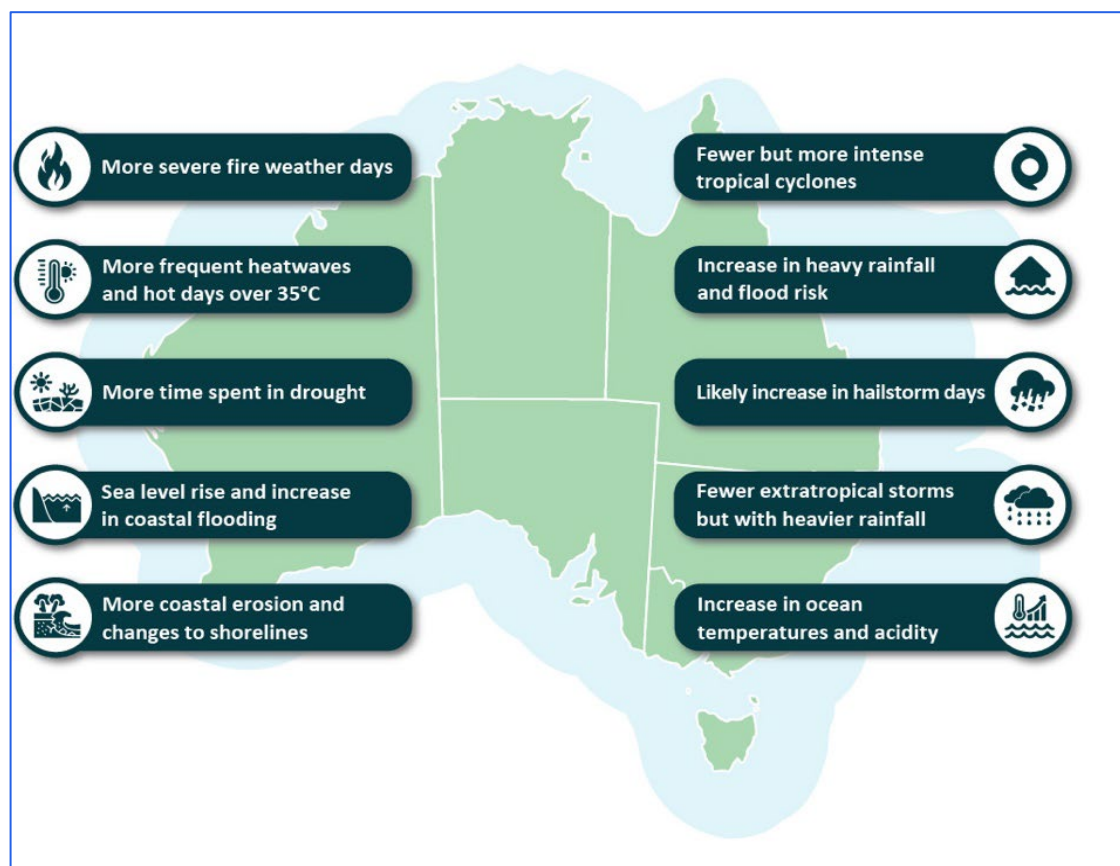 More severe fire weather days
More frequent heatwaves
and hot days over 35°C
More time spent in drought
Sea level rise and increase
in coastal flooding
More coastal erosion and
changes to shorelines
Fewer but more intense
tropical cyclones
Increase in heavy rainfall
and flood risk
Likely increase in hailstorm days
Fewer extratropical storms
but with heavier rainfall
Increase in ocean
temperatures and acidity